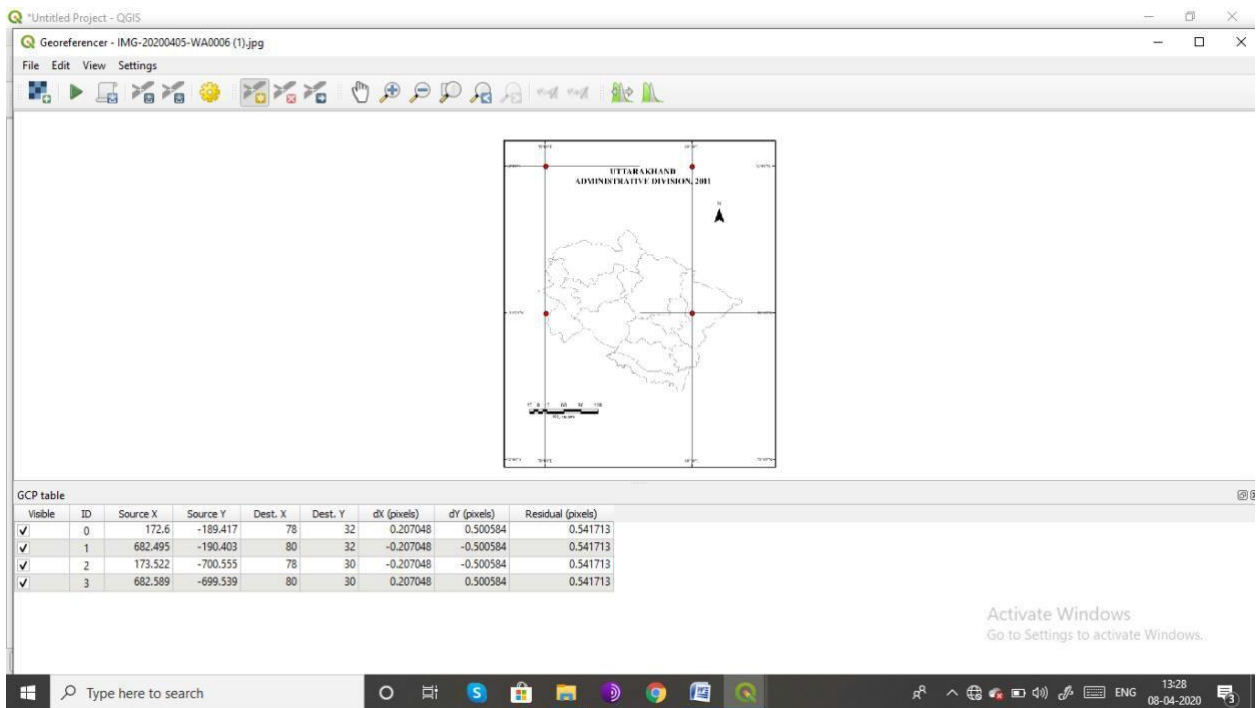 *Untitled Project - QGIS
Georeferencer - IMG-20200405-WA0006 (1).jpg
File Edit View Settings
UTTARAKHAND
ADMINISTRATIVE DIVISION, 2011
N
GCP table
Visible ID Source X Source Y Dest. X Dest. Y dX (pixels) dY (pixels) Residual (pixels)
0 172.6 -189.417 78 32 0.207048 0.500584 0.541713
1 682.495 -190.403 80 32 -0.207048 -0.500584 0.541713
2 173.522 -700.555 78 30 -0.207048 -0.500584 0.541713
3 682.589 -699.539 80 30 0.207048 0.500584 0.541713
Activate Windows
Go to Settings to activate Windows.
Type here to search
ENG
13:28
08-04-2020
3